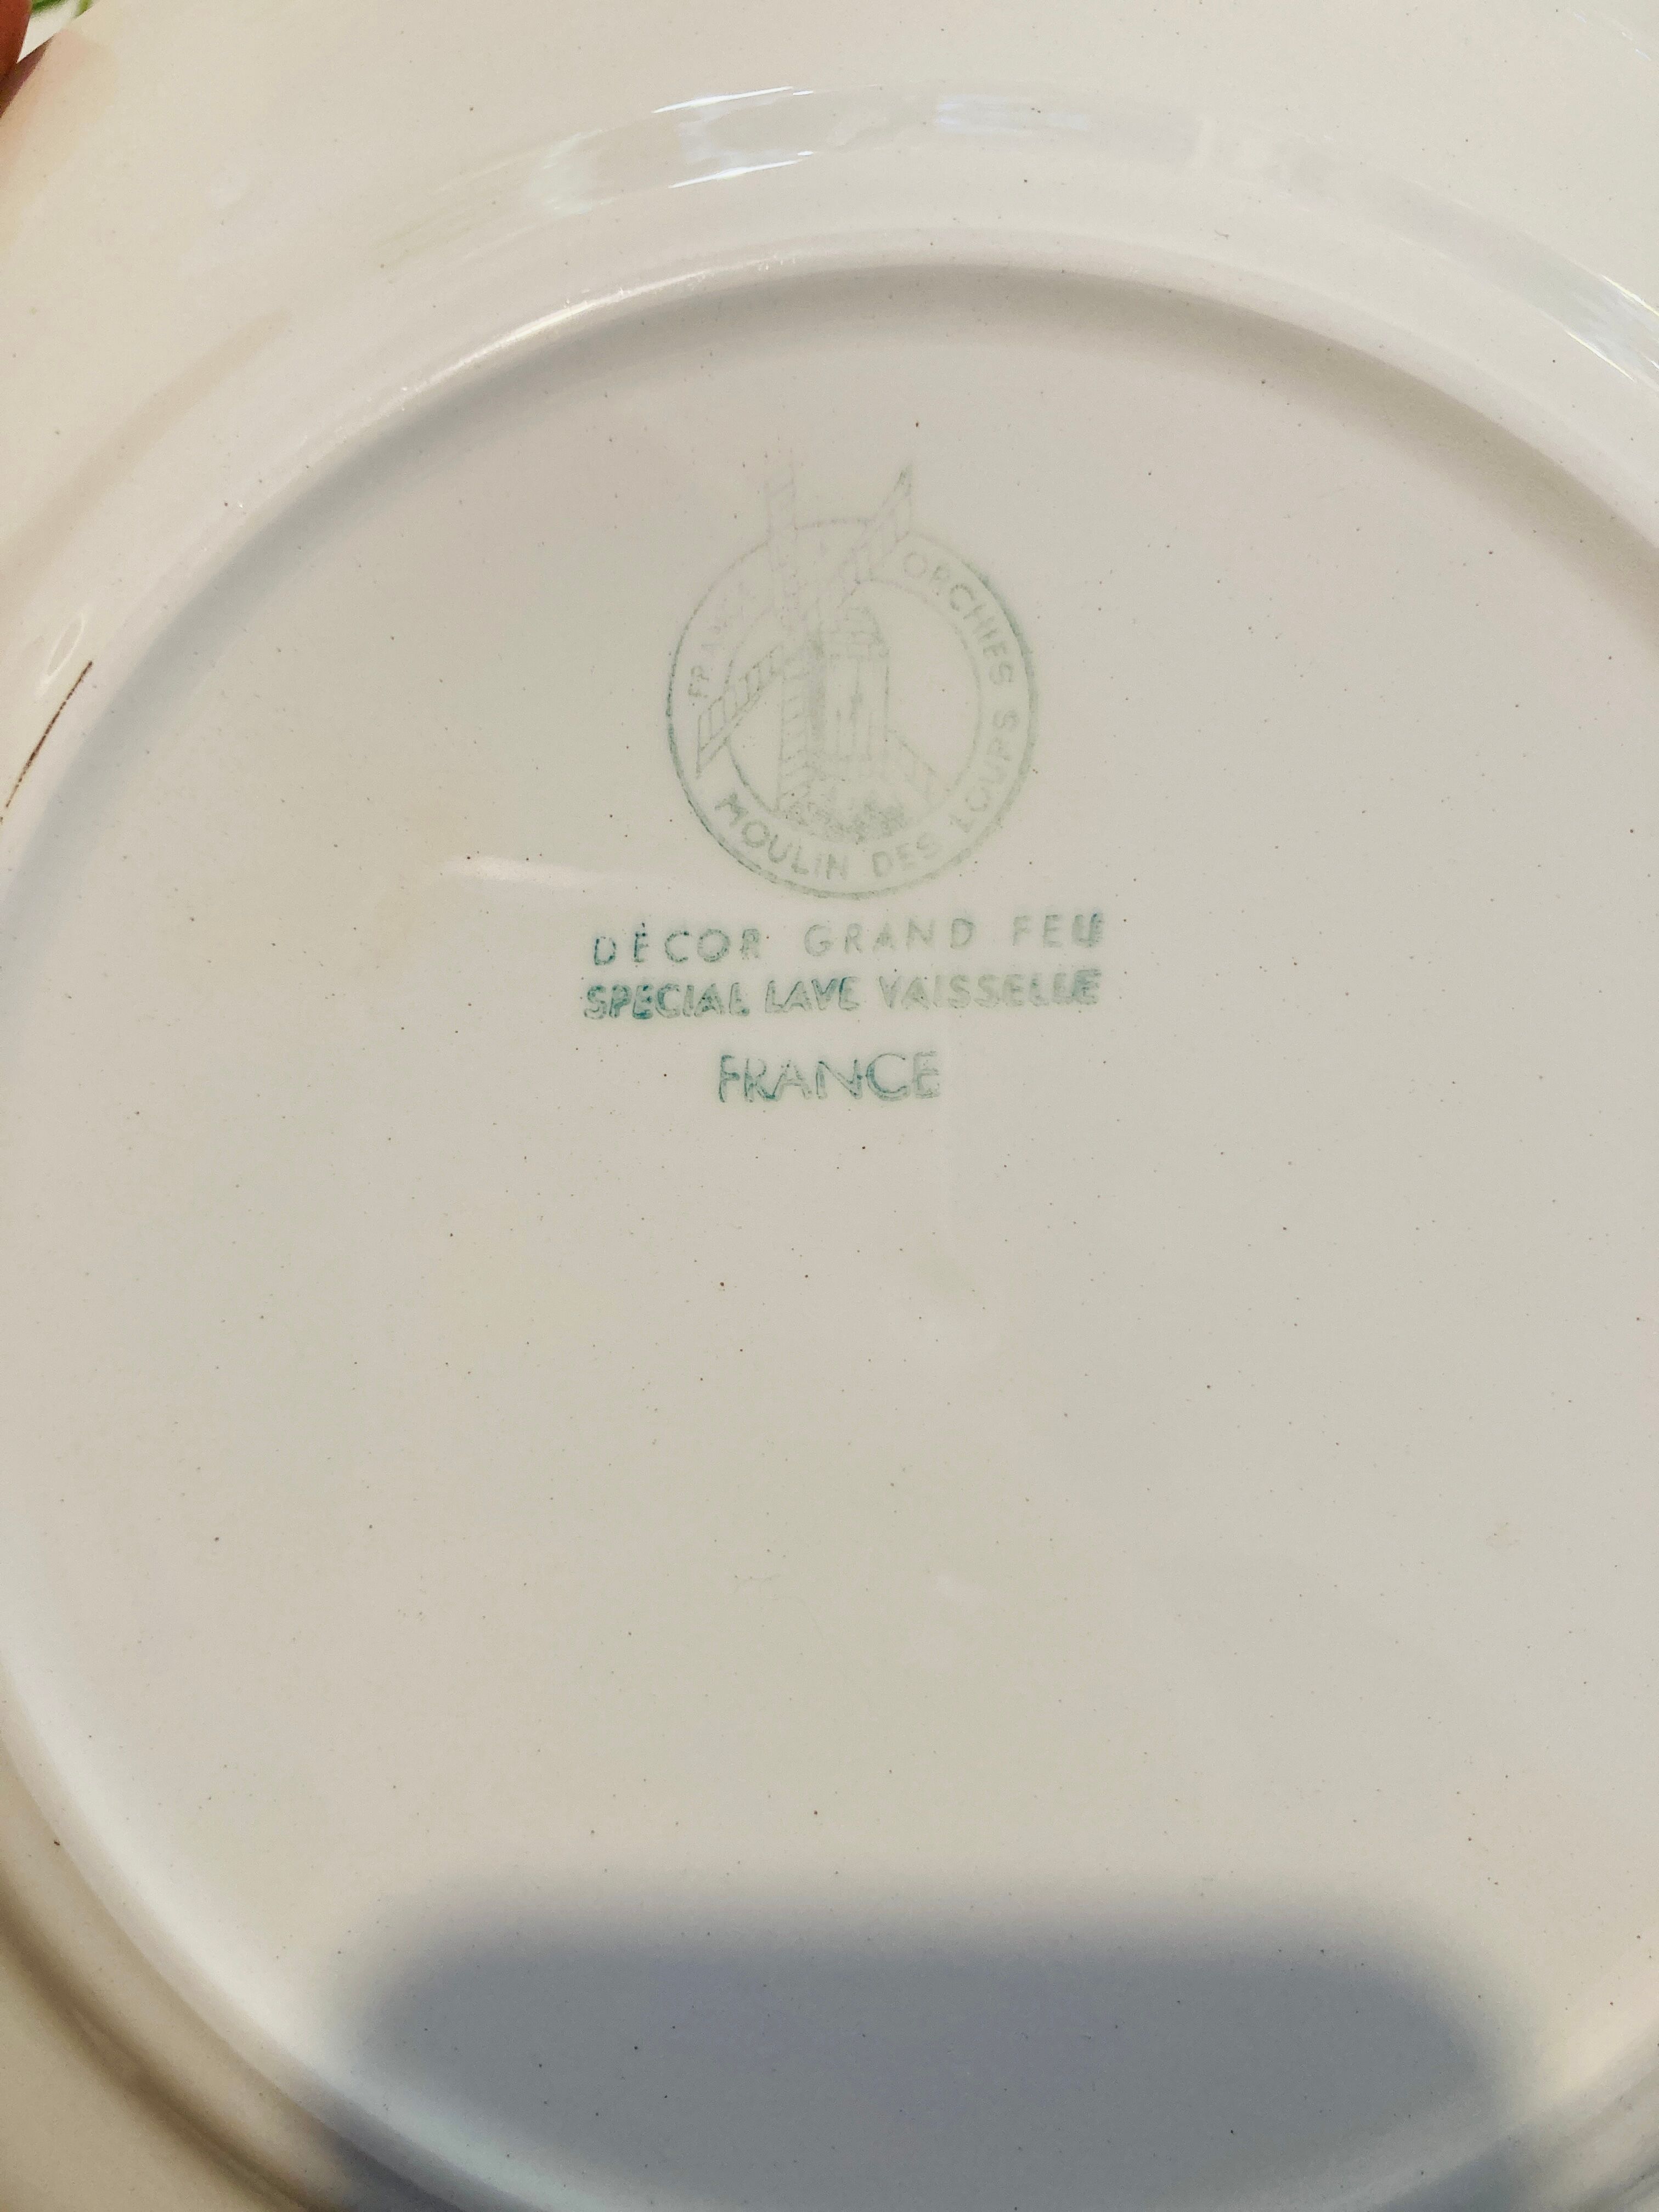 FRANCE ORCHIES
MOULIN DES LOUPS
DÉCOR GRAND FEU
SPECIAL LAVE VAISSELLE
FRANCE